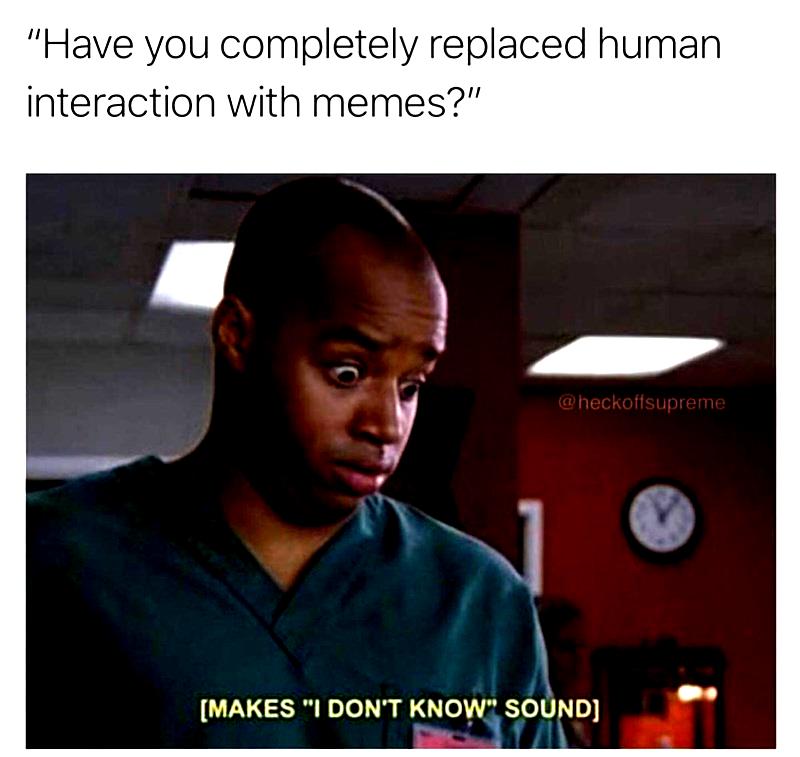 "Have you completely replaced human
interaction with memes?"
@heckoffsupreme
[MAKES "I DON'T KNOW" SOUND]